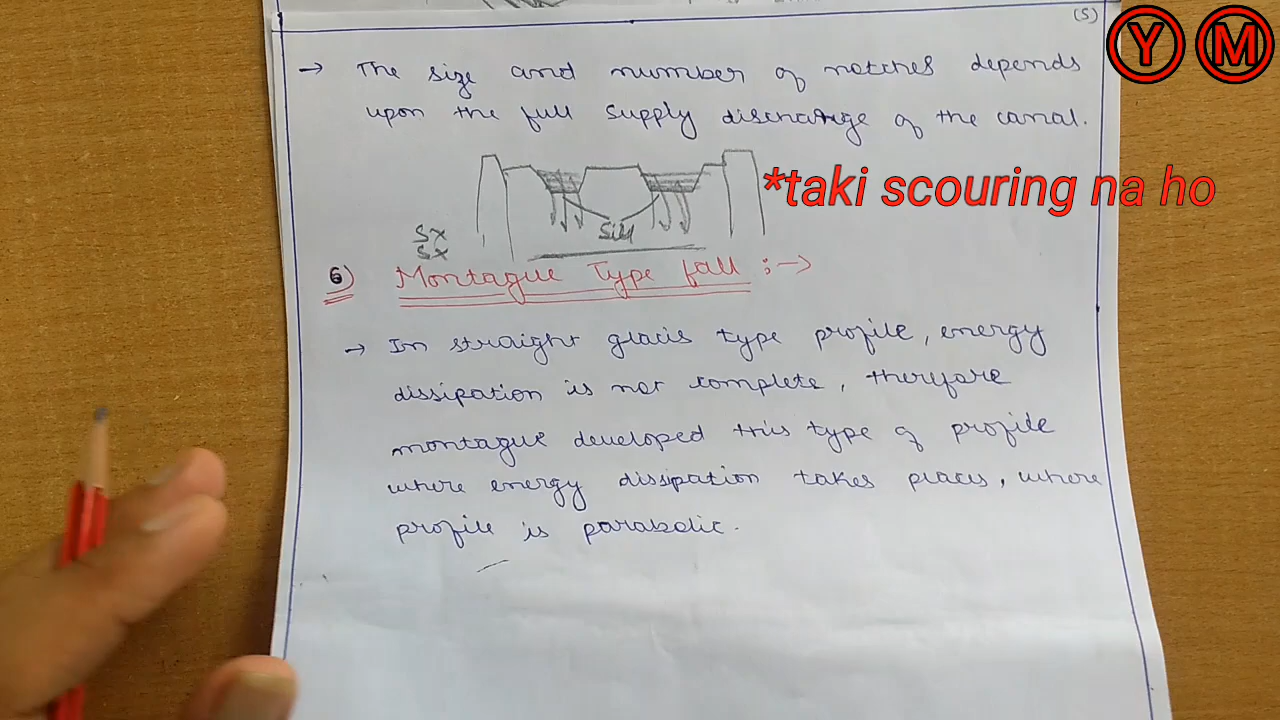 (5)
Y M
→ The size and number of notches depends
upon the full supply discharge of the canal.
*taki scouring na ho
Sill
6) Montague Type fall :→
→ In straight glacis type profile, energy
dissipation is not complete, therefore
montague developed this type of profile
where energy dissipation takes places, where
profile is parabolic.